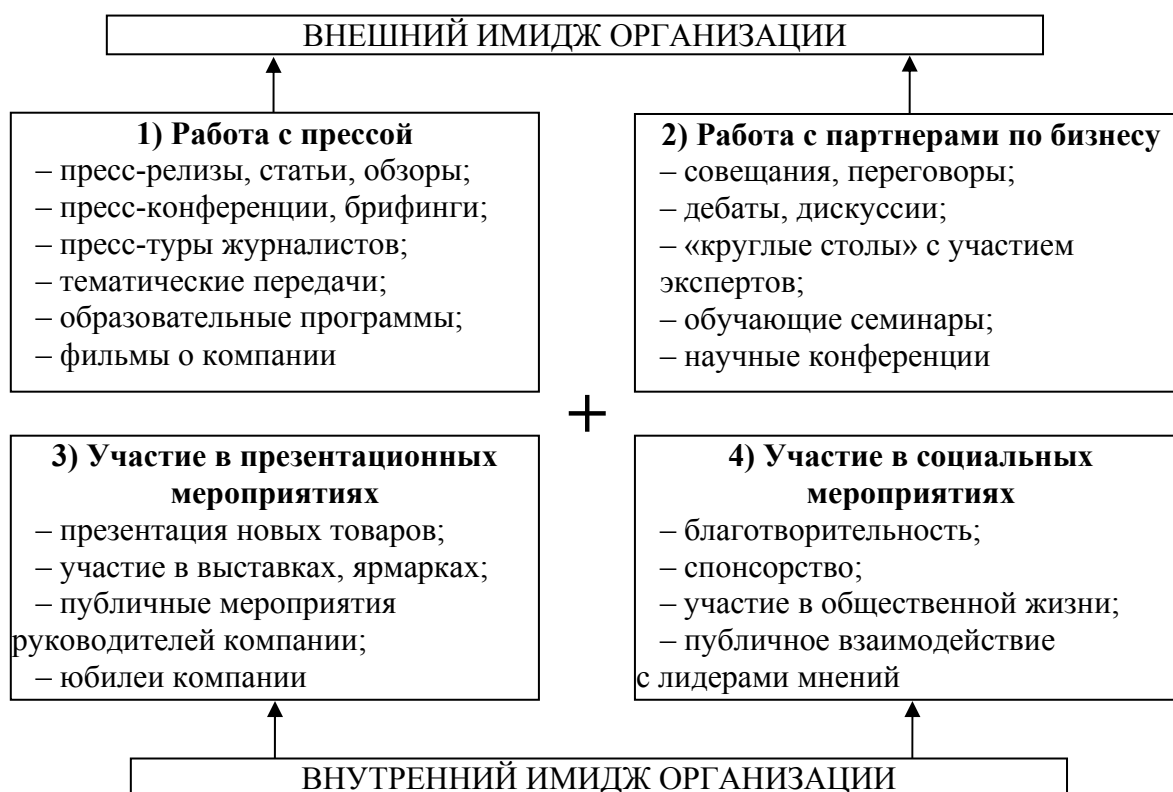 ВНЕШНИЙ ИМИДЖ ОРГАНИЗАЦИИ
1) Работа с прессой
– пресс-релизы, статьи, обзоры;
– пресс-конференции, брифинги;
– пресс-туры журналистов;
– тематические передачи;
– образовательные программы;
– фильмы о компании
2) Работа с партнерами по бизнесу
– совещания, переговоры;
– дебаты, дискуссии;
– «круглые столы» с участием
экспертов;
– обучающие семинары;
– научные конференции
+
3) Участие в презентационных
мероприятиях
– презентация новых товаров;
– участие в выставках, ярмарках;
– публичные мероприятия
руководителей компании;
– юбилеи компании
4) Участие в социальных
мероприятиях
– благотворительность;
– спонсорство;
– участие в общественной жизни;
– публичное взаимодействие
с лидерами мнений
ВНУТРЕННИЙ ИМИДЖ ОРГАНИЗАЦИИ